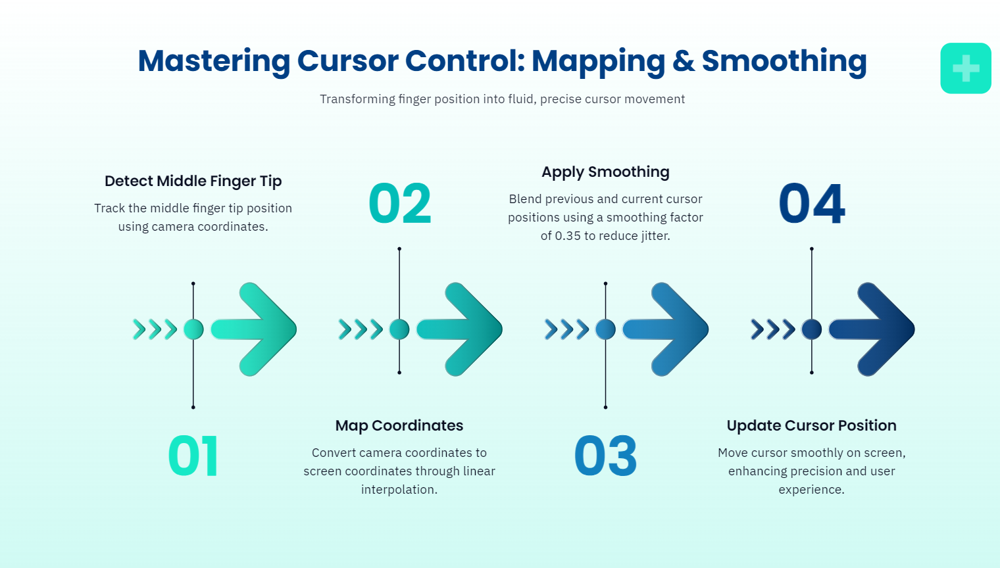 Mastering Cursor Control: Mapping & Smoothing
Transforming finger position into fluid, precise cursor movement
Detect Middle Finger Tip
Track the middle finger tip position
using camera coordinates.
01
02
Map Coordinates
Convert camera coordinates to
screen coordinates through linear
interpolation.
Apply Smoothing
Blend previous and current cursor
positions using a smoothing factor
of 0.35 to reduce jitter.
03
04
Update Cursor Position
Move cursor smoothly on screen,
enhancing precision and user
experience.